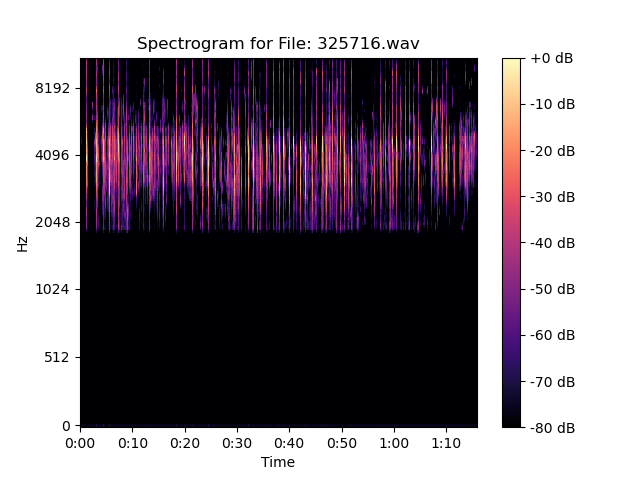 Spectrogram for File: 325716.wav
+0 dB
8192
-10 dB
4096
-20 dB
-30 dB
2048
-40 dB
Hz
1024
-50 dB
512
-60 dB
-70 dB
0
-80 dB
0:00 0:10 0:20 0:30 0:40 0:50 1:00 1:10
Time